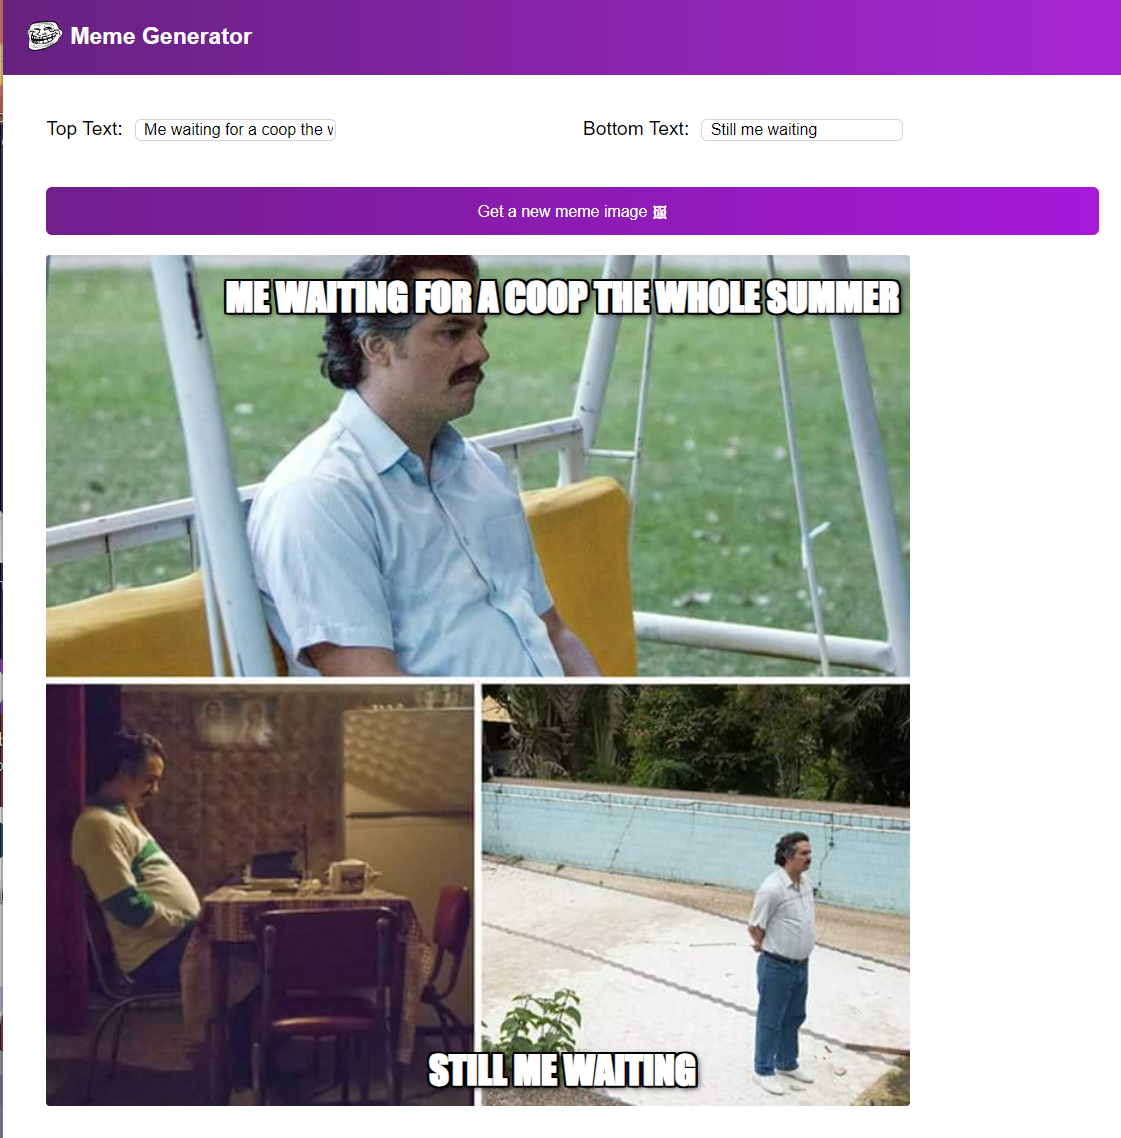 Meme Generator
Top Text: Me waiting for a coop the
Bottom Text: Still me waiting
Get a new meme image 🖼
ME WAITING FOR A COOP THE WHOLE SUMMER
STILL ME WAITING